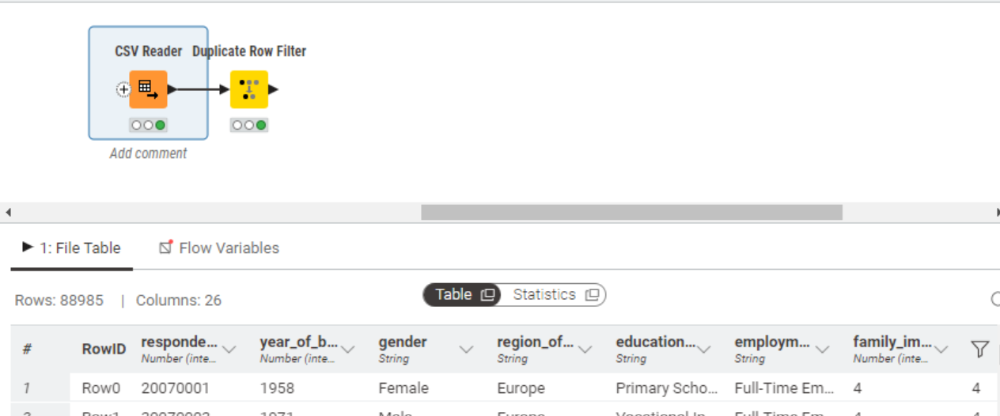 CSV Reader Duplicate Row Filter
Add comment
1: File Table Flow Variables
Rows: 88985 | Columns: 26
Table Statistics
# RowID responde... year_of_b... gender region_of... education... employm... family_im...
Number (inte... Number (inte... String String String String Number (inte...
1 Row0 20070001 1958 Female Europe Primary Scho... Full-Time Em... 4 4
Row1 1971 Male Europe Vocational In... Full-Time Em... 4 4